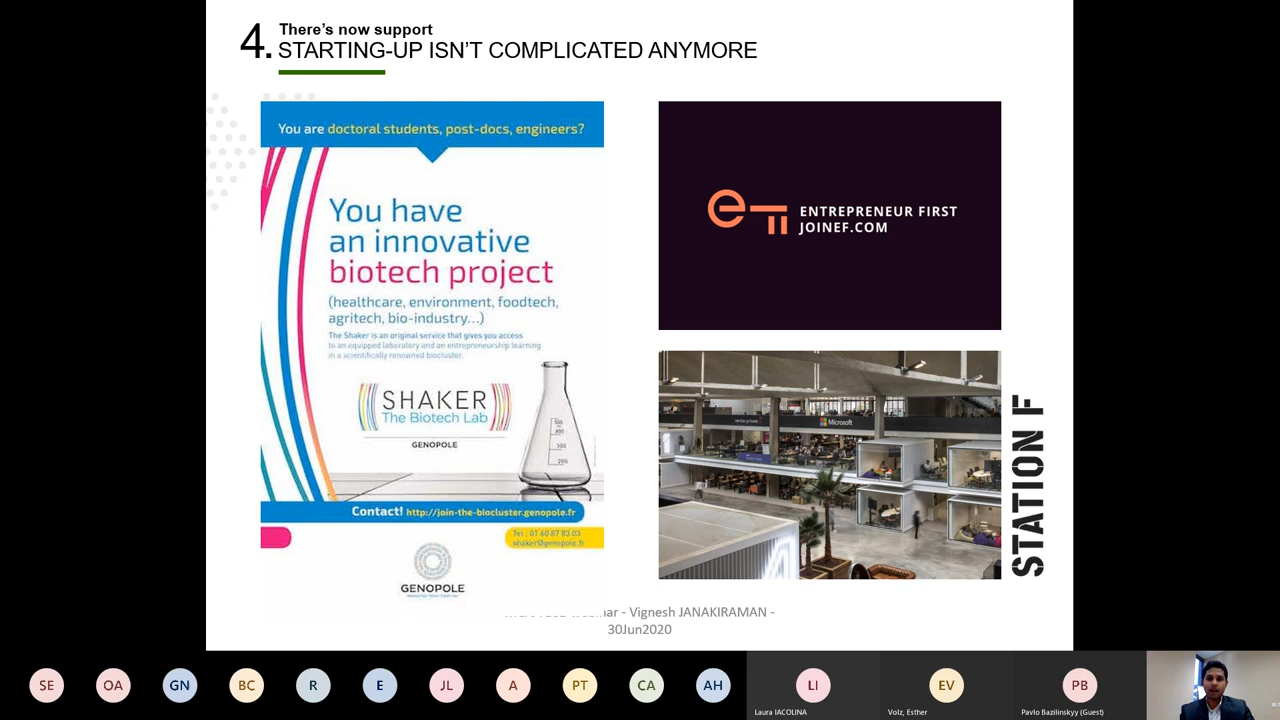 There's now support
4. STARTING-UP ISN'T COMPLICATED ANYMORE
You are doctoral students, post-docs, engineers?
You have
an innovative
biotech project
(healthcare, environment, foodtech,
agritech, bio-industry...)
The Shaker is an original service that gives you access
to an equipped laboratory and an entrepreneurship learning
in a scientifically renowned biocluster.
SHAKER
The Biotech Lab
GENOPOLE
Contact! http://join-the-biocluster.genopole.fr
Tel : 01 60 87 83 03
shaker@genopole.fr
GENOPOLE
ENTREPRENEUR FIRST
JOINEF.COM
Microsoft
STATION F
- Vignesh JANAKIRAMAN -
30Jun2020
SE
OA
GN
BC
R
E
JL
A
PT
CA
AH
LI
EV
PB
Laura IACOLINA
Volz, Esther
Pavlo Bazilinskyy (Guest)